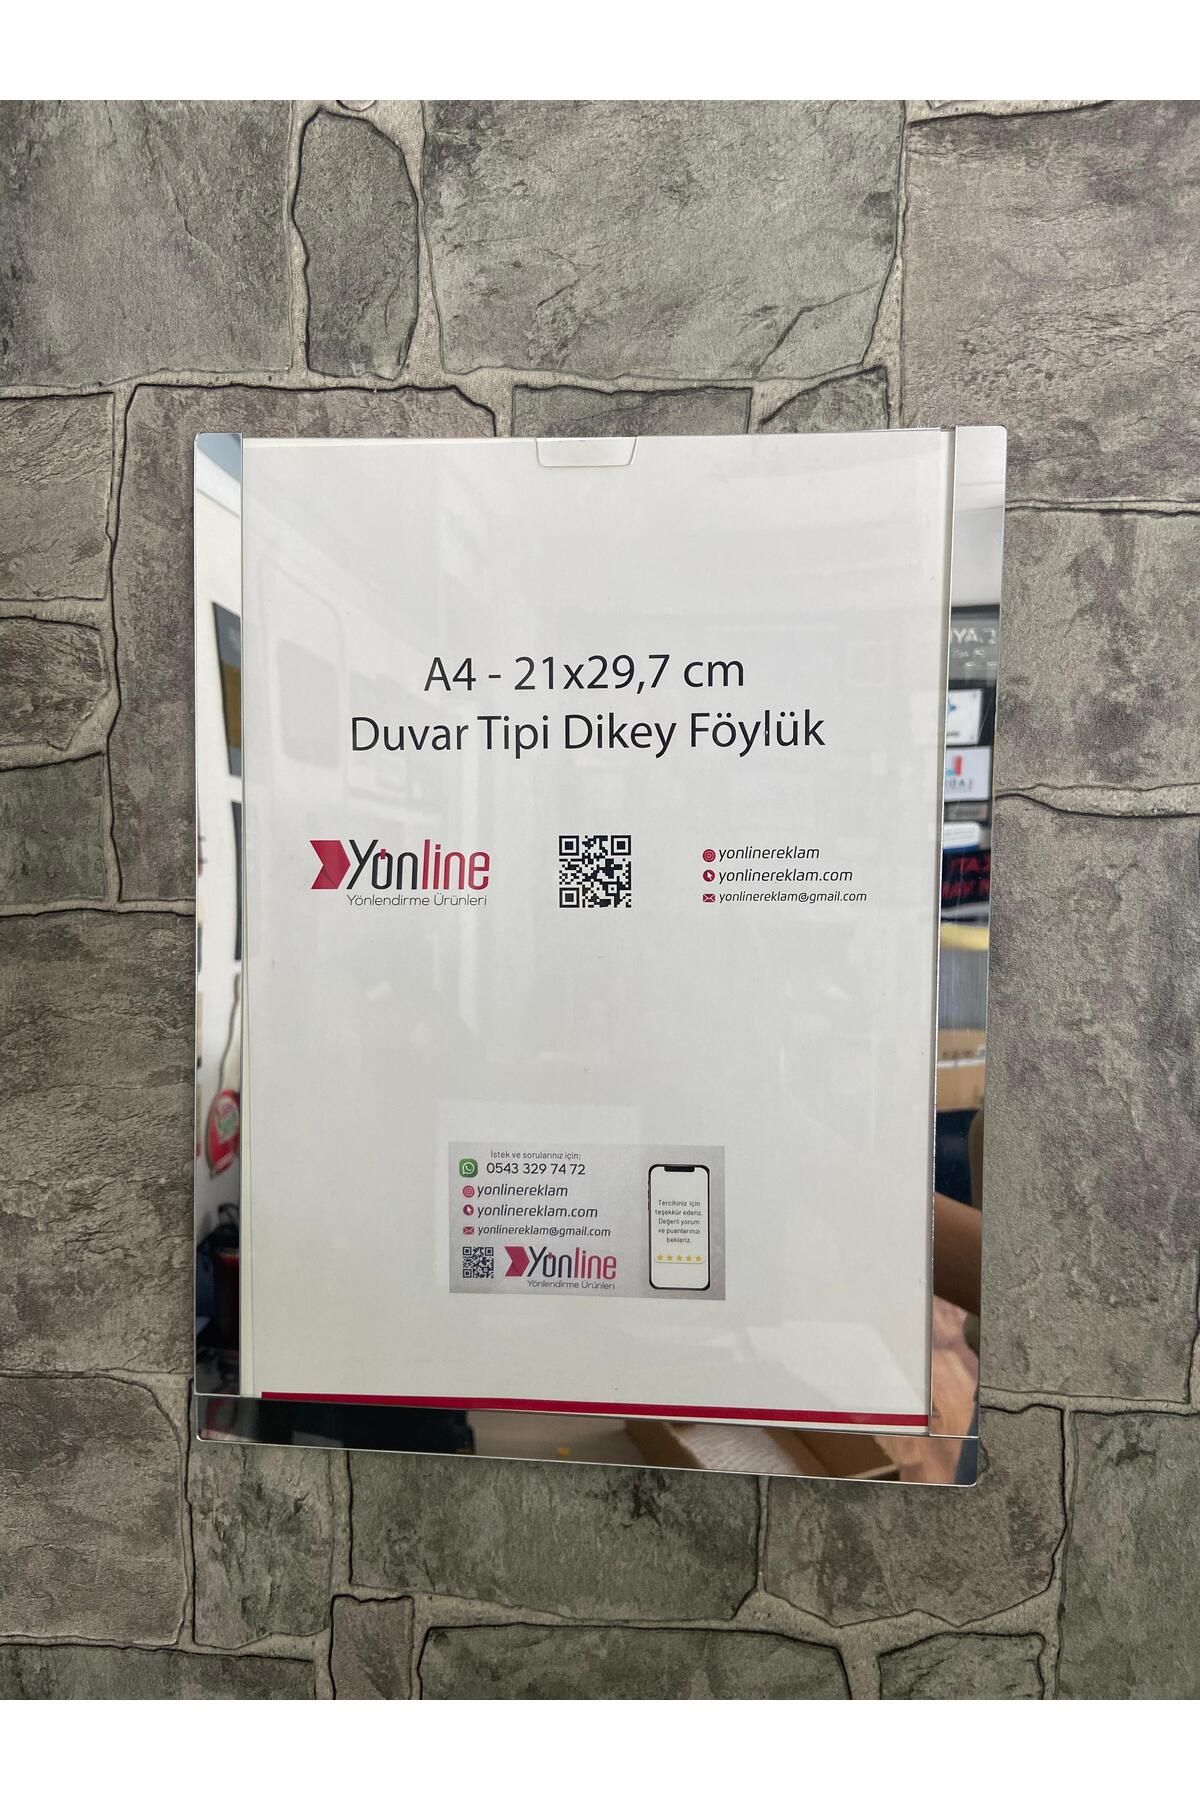 A4 - 21x29,7 cm
Duvar Tipi Dikey Föylük
Yönline
Yönlendirme Ürünleri
yonlinereklam
yonlinereklam.com
yonlinereklam@gmail.com
İstek ve sorularınız için;
0543 329 74 72
yonlinereklam
yonlinereklam.com
yonlinereklam@gmail.com
Yönline
Yönlendirme Ürünleri
Tercihiniz için
teşekkür ederiz.
Değerli yorum
ve puanlarınızı
bekleriz.